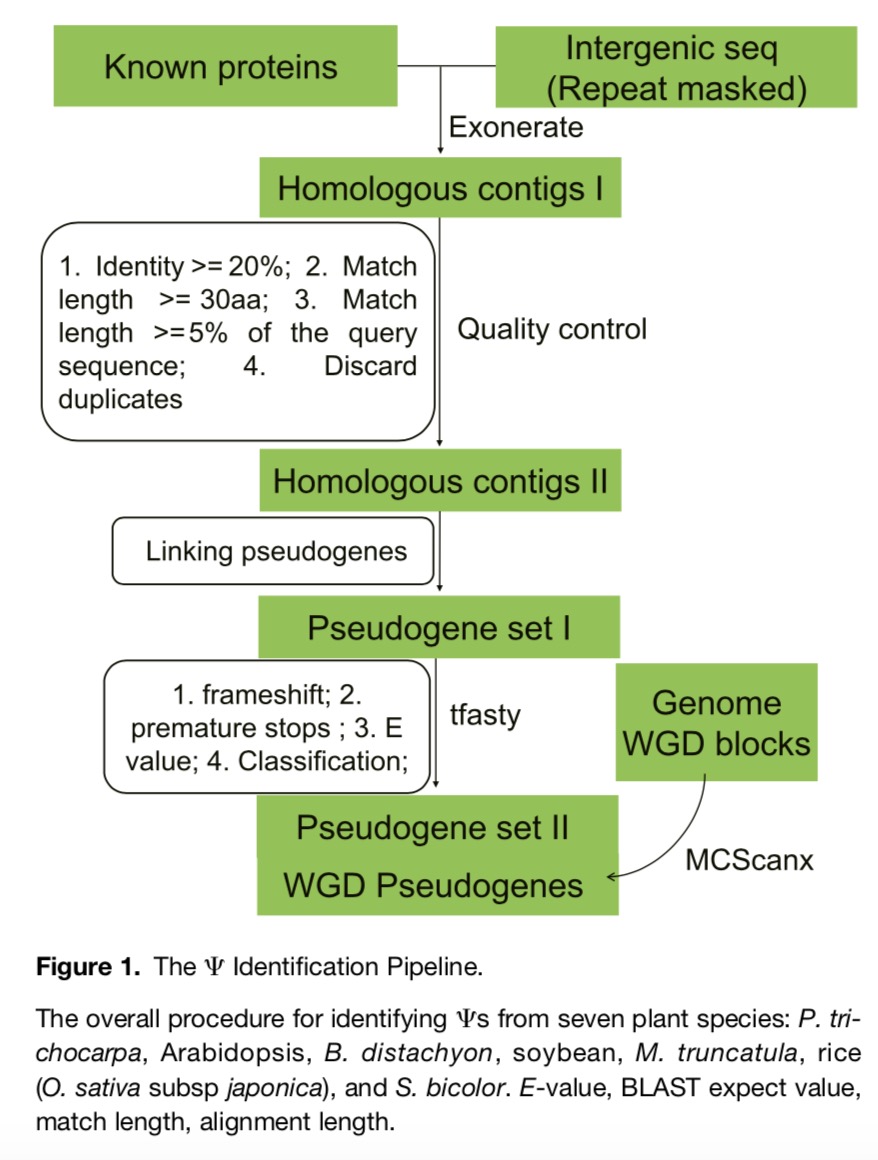 Known proteins
Intergenic seq
(Repeat masked)
Exonerate
Homologous contigs I
1. Identity >= 20%; 2. Match
length >= 30aa; 3. Match
length >=5% of the query
sequence; 4. Discard
duplicates
Quality control
Homologous contigs II
Linking pseudogenes
Pseudogene set I
1. frameshift; 2.
premature stops ; 3. E
value; 4. Classification;
tfasty
Genome
WGD blocks
Pseudogene set II
WGD Pseudogenes
MCScanx
Figure 1. The Ψ Identification Pipeline.
The overall procedure for identifying Ψs from seven plant species: P. tri-
chocarpa, Arabidopsis, B. distachyon, soybean, M. truncatula, rice
(O. sativa subsp japonica), and S. bicolor. E-value, BLAST expect value,
match length, alignment length.